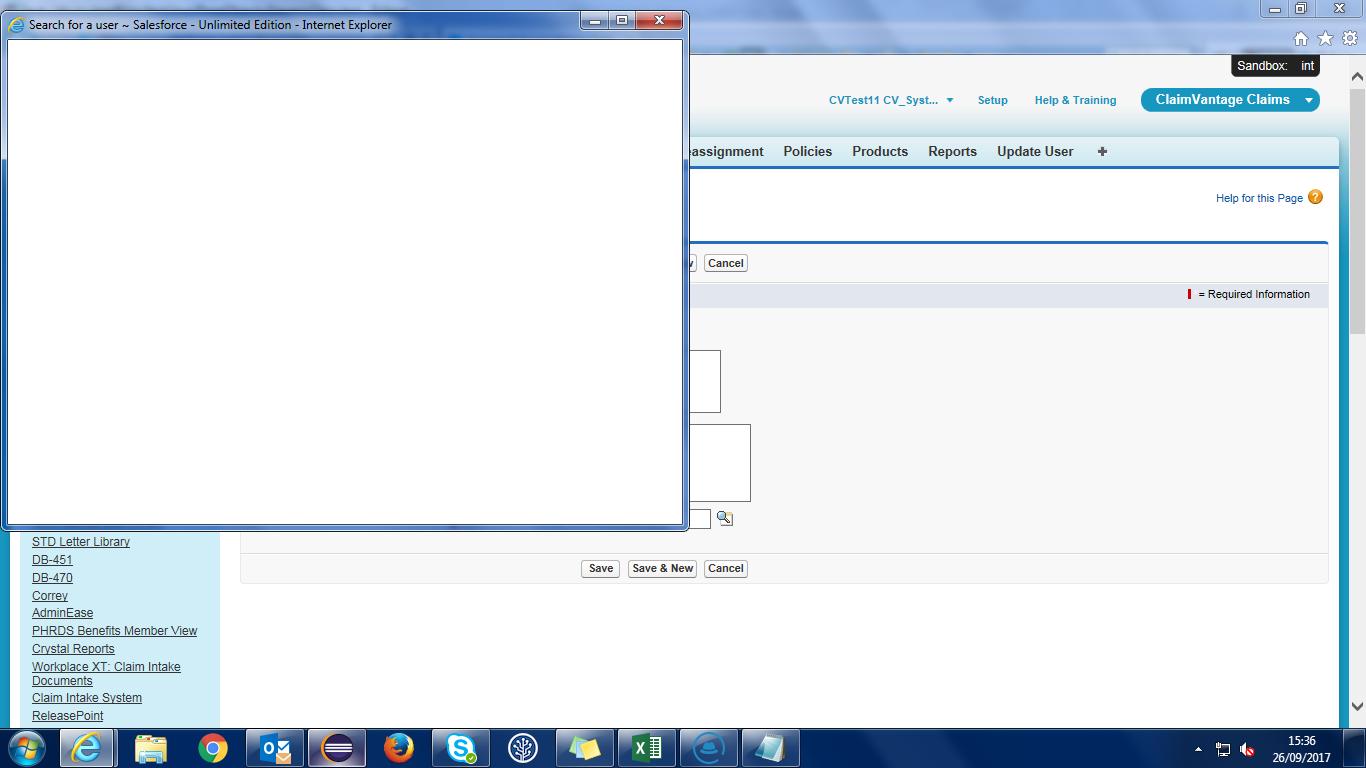 Search for a user ~ Salesforce - Unlimited Edition - Internet Explorer
Sandbox: int
CVTest11 CV_Syst...
Setup
Help & Training
ClaimVantage Claims
Policies
Products
Reports
Update User
Help for this Page
Cancel
= Required Information
Save
Save & New
Cancel
STD Letter Library
DB-451
DB-470
Correy
AdminEase
PHRDS Benefits Member View
Crystal Reports
Workplace XT: Claim Intake
Documents
Claim Intake System
ReleasePoint
15:36
26/09/2017